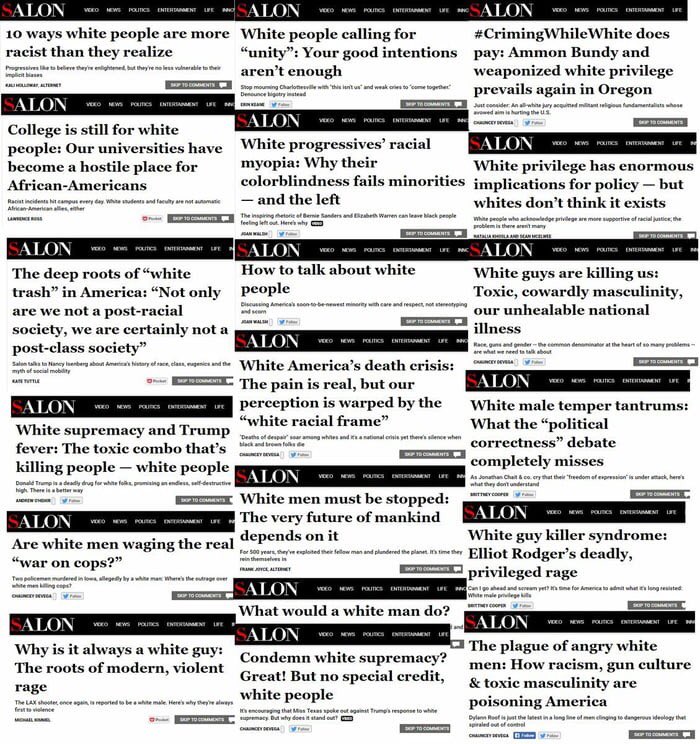 SALON VIDEO NEWS POLITICS ENTERTAINMENT LIFE INNO
10 ways white people are more
racist than they realize
Progressives like to believe they're enlightened, but they're no less vulnerable to their
implicit biases
KALI HOLLOWAY, ALTERNET SKIP TO COMMENTS
SALON VIDEO NEWS POLITICS ENTERTAINMENT LIFE INN
College is still for white
people: Our universities have
become a hostile place for
African-Americans
Racist incidents hit campus every day. White students and faculty are not automatic
African-American allies, either
LAWRENCE ROSS Pocket SKIP TO COMMENTS
SALON VIDEO NEWS POLITICS ENTERTAINMENT LIFE
The deep roots of “white
trash” in America: “Not only
are we not a post-racial
society, we are certainly not a
post-class society”
Salon talks to Nancy Isenberg about America's history of race, class, eugenics and the
myth of social mobility
KATE TUTTLE Pocket SKIP TO COMMENTS
SALON VIDEO NEWS POLITICS ENTERTAINMENT LIFE
White supremacy and Trump
fever: The toxic combo that’s
killing people — white people
Donald Trump is a deadly drug for white folks, promising an endless, self-destructive
high. There is a better way
ANDREW O'HEHIR Follow SKIP TO COMMENTS
SALON VIDEO NEWS POLITICS ENTERTAINMENT LIFE IN
Are white men waging the real
“war on cops?”
Two policemen murdered in Iowa, allegedly by a white man: Where's the outrage over
white men killing cops?
CHAUNCEY DEVEGA Follow SKIP TO COMMENTS
SALON VIDEO NEWS POLITICS ENTERTAINMENT LIFE
Why is it always a white guy:
The roots of modern, violent
rage
The LAX shooter, once again, is reported to be a white male. Here's why they're always
first to violence
MICHAEL KIMMEL Pocket SKIP TO COMMENTS
SALON VIDEO NEWS POLITICS ENTERTAINMENT LIFE INN
White people calling for
“unity”: Your good intentions
aren’t enough
Stop mourning Charlottesville with "this isn't us" and weak cries to "come together."
Denounce bigotry instead
ERIN KEANE Follow SKIP TO COMMENTS
SALON VIDEO NEWS POLITICS ENTERTAINMENT LIFE INN
White progressives’ racial
myopia: Why their
colorblindness fails minorities
— and the left
The inspiring rhetoric of Bernie Sanders and Elizabeth Warren can leave black people
feeling left out. Here's why VIDEO
JOAN WALSH Follow SKIP TO COMMENTS
SALON VIDEO NEWS POLITICS ENTERTAINMENT LIFE INN
How to talk about white
people
Discussing America's soon-to-be-newest minority with care and respect, not stereotyping
and scorn
JOAN WALSH Follow SKIP TO COMMENTS
SALON VIDEO NEWS POLITICS ENTERTAINMENT LIFE INN
White America’s death crisis:
The pain is real, but our
perception is warped by the
“white racial frame”
"Deaths of despair" soar among whites and it's a national crisis yet there's silence when
black and brown folks die
CHAUNCEY DEVEGA Follow SKIP TO COMMENTS
SALON VIDEO NEWS POLITICS ENTERTAINMENT LIFE INN
White men must be stopped:
The very future of mankind
depends on it
For 500 years, they've exploited their fellow man and plundered the planet. It's time they
rein themselves in
FRANK JOYCE, ALTERNET SKIP TO COMMENTS
SALON VIDEO NEWS POLITICS ENTERTAINMENT LIFE INN
What would a white man do?
and
SALON VIDEO NEWS POLITICS ENTERTAINMENT LIFE
Condemn white supremacy?
Great! But no special credit,
white people
It's encouraging that Miss Texas spoke out against Trump's response to white
supremacy. But why does it stand out? VIDEO
CHAUNCEY DEVEGA Follow SKIP TO COMMENTS
SALON VIDEO NEWS POLITICS ENTERTAINMENT LIFE
#CrimingWhileWhite does
pay: Ammon Bundy and
weaponized white privilege
prevails again in Oregon
Just consider: An all-white jury acquitted militant religious fundamentalists whose
avowed aim is hurting the U.S.
CHAUNCEY DEVEGA Follow SKIP TO COMMENTS
SALON VIDEO NEWS POLITICS ENTERTAINMENT LIFE
White privilege has enormous
implications for policy — but
whites don’t think it exists
White people who acknowledge privilege are more supportive of racial justice; the
problem is there aren't many
NATALIA KHOSLA AND SEAN MCELWEE SKIP TO COMMENTS
SALON VIDEO NEWS POLITICS ENTERTAINMENT LIFE
White guys are killing us:
Toxic, cowardly masculinity,
our unhealable national
illness
Race, guns and gender — the common denominator at the heart of so many problems —
are what we need to talk about
CHAUNCEY DEVEGA Follow SKIP TO COMMENTS
SALON VIDEO NEWS POLITICS ENTERTAINMENT LIFE
White male temper tantrums:
What the “political
correctness” debate
completely misses
As Jonathan Chait & co. cry that their "freedom of expression" is under attack, here's
what they don't understand
BRITTNEY COOPER Follow SKIP TO COMMENTS
SALON VIDEO NEWS POLITICS ENTERTAINMENT LIFE
White guy killer syndrome:
Elliot Rodger’s deadly,
privileged rage
Can I go ahead and scream yet? It's time for America to admit what it's long resisted:
White male privilege kills
BRITTNEY COOPER Follow SKIP TO COMMENTS
SALON VIDEO NEWS POLITICS ENTERTAINMENT LIFE INN
The plague of angry white
men: How racism, gun culture
& toxic masculinity are
poisoning America
Dylann Roof is just the latest in a long line of men clinging to dangerous ideology that
spiraled out of control
CHAUNCEY DEVEGA Follow Follow SKIP TO COMMENTS